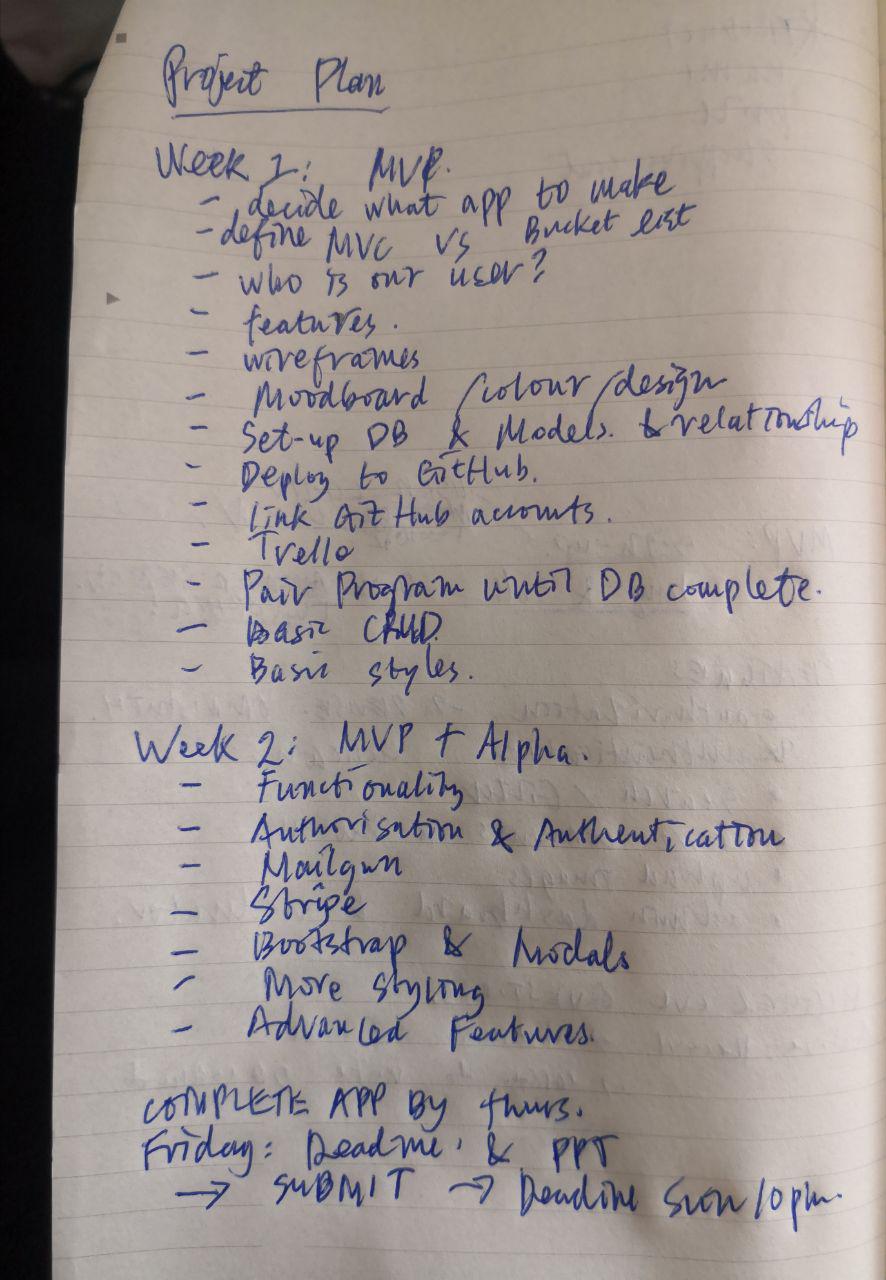 Project Plan
Week 1: MVP.
- decide what app to make
- define MVC vs Bucket list
- who is our user?
- features.
- wireframes
- Moodboard / colour / design
- Set-up DB & Models. & relationship
- Deploy to GitHub.
- Link GitHub accounts.
- Trello
- Pair Program until DB complete.
- Basic CRUD.
- Basic styles.
Week 2: MVP + Alpha.
- Functionality
- Authorisation & Authentication
- Mailgun
- Stripe
- Bootstrap & Modals
- More styling
- Advanced Features.
COMPLETE APP By thurs.
Friday: & PPT
→ SUBMIT → Deadline Sun 10pm.